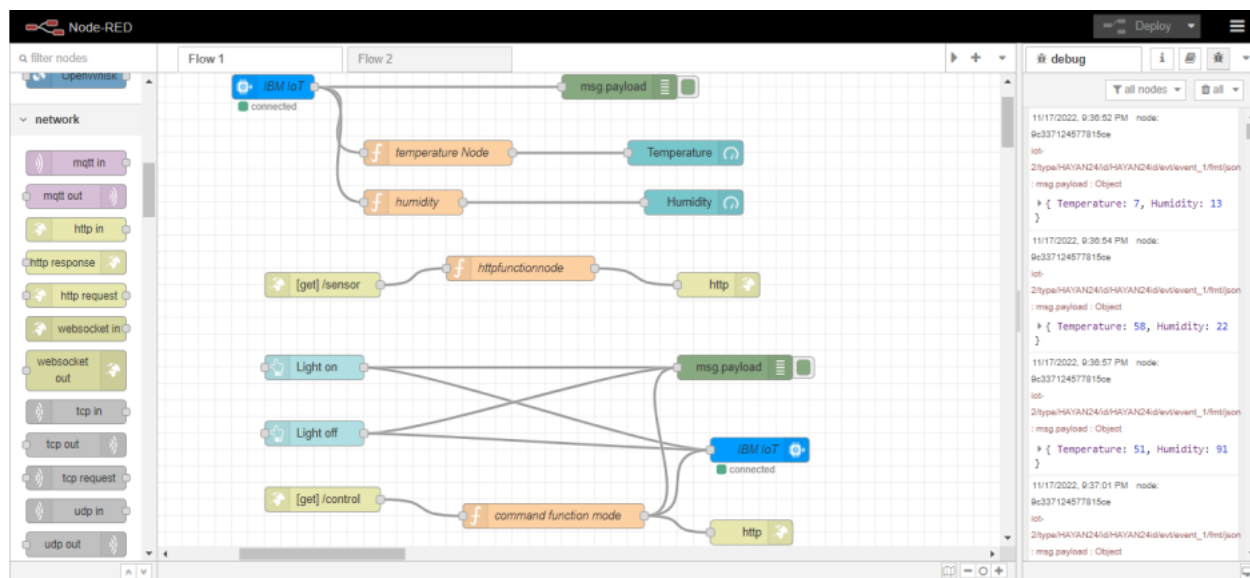 Node-RED
Deploy
filter nodes
Flow 1
Flow 2
debug
i
all nodes
all
OpenWhisk
network
mqtt in
mqtt out
http in
http response
http request
websocket in
websocket
out
tcp in
tcp out
tcp request
udp in
udp out
IBM IoT
connected
msg.payload
temperature Node
Temperature
humidity
Humidity
[get] /sensor
httpfunctionnode
http
Light on
msg.payload
Light off
IBM IoT
connected
[get] /control
command function mode
http
11/17/2022, 9:36:52 PM node:
9c337124577815ce
iot-
2/type/HAYAN24/id/HAYAN24id/evt/event_1/fmt/json
: msg.payload : Object
{ Temperature: 7, Humidity: 13
}
11/17/2022, 9:36:54 PM node:
9c337124577815ce
iot-
2/type/HAYAN24/id/HAYAN24id/evt/event_1/fmt/json
: msg.payload : Object
{ Temperature: 58, Humidity: 22
}
11/17/2022, 9:36:57 PM node:
9c337124577815ce
iot-
2/type/HAYAN24/id/HAYAN24id/evt/event_1/fmt/json
: msg.payload : Object
{ Temperature: 51, Humidity: 91
}
11/17/2022, 9:37:01 PM node:
9c337124577815ce
iot-
2/type/HAYAN24/id/HAYAN24id/evt/event_1/fmt/json
: msg.payload : Object